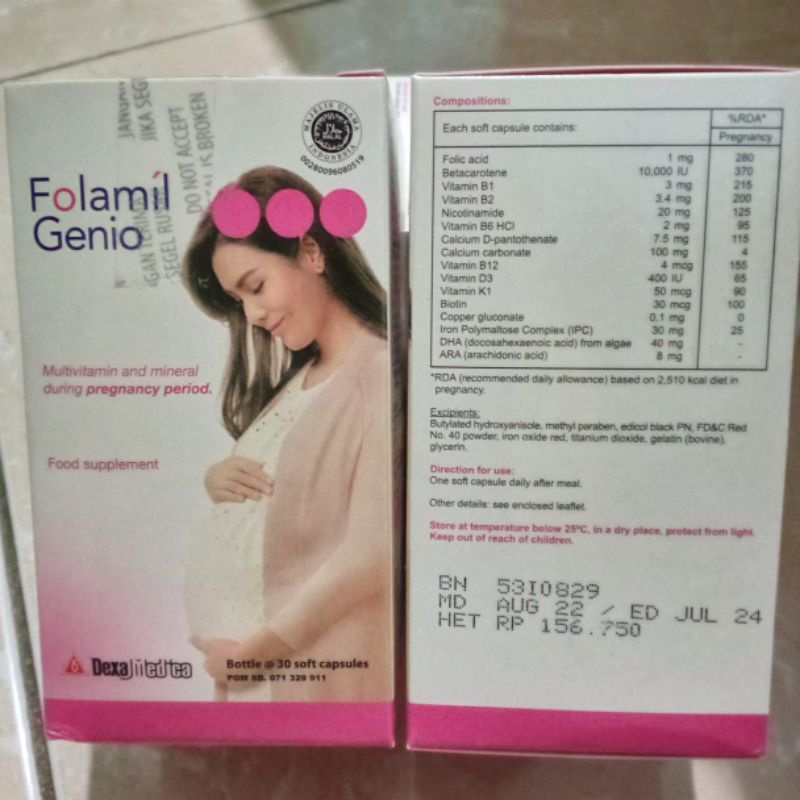 Folamil
Genio
MAJELIS ULAMA
INDONESIA
HALAL
00280096080519
DO NOT ACCEPT
IS BROKEN
JIKA SEG
Multivitamin and mineral
during pregnancy period.
Food supplement
Dexa Medica
Bottle @ 30 soft capsules
POM SD. 071 329 911
Compositions:
Each soft capsule contains: %RDA*
Pregnancy
Folic acid 1 mg 280
Betacarotene 10,000 IU 370
Vitamin B1 3 mg 215
Vitamin B2 3.4 mg 200
Nicotinamide 20 mg 125
Vitamin B6 HCl 2 mg 95
Calcium D-pantothenate 7.5 mg 115
Calcium carbonate 100 mg 4
Vitamin B12 4 mcg 155
Vitamin D3 400 IU 65
Vitamin K1 50 mcg 90
Biotin 30 mcg 100
Copper gluconate 0.1 mg 0
Iron Polymaltose Complex (IPC) 30 mg 25
DHA (docosahexaenoic acid) from algae 40 mg -
ARA (arachidonic acid) 8 mg -
*RDA (recommended daily allowance) based on 2,510 kcal diet in
pregnancy.
Excipients:
Butylated hydroxyanisole, methyl paraben, edicol black PN, FD&C Red
No. 40 powder, iron oxide red, titanium dioxide, gelatin (bovine),
glycerin.
Direction for use:
One soft capsule daily after meal.
Other details: see enclosed leaflet.
Store at temperature below 25°C, in a dry place, protect from light.
Keep out of reach of children.
BN 53I0829
MD AUG 22 / ED JUL 24
HET RP 156.750